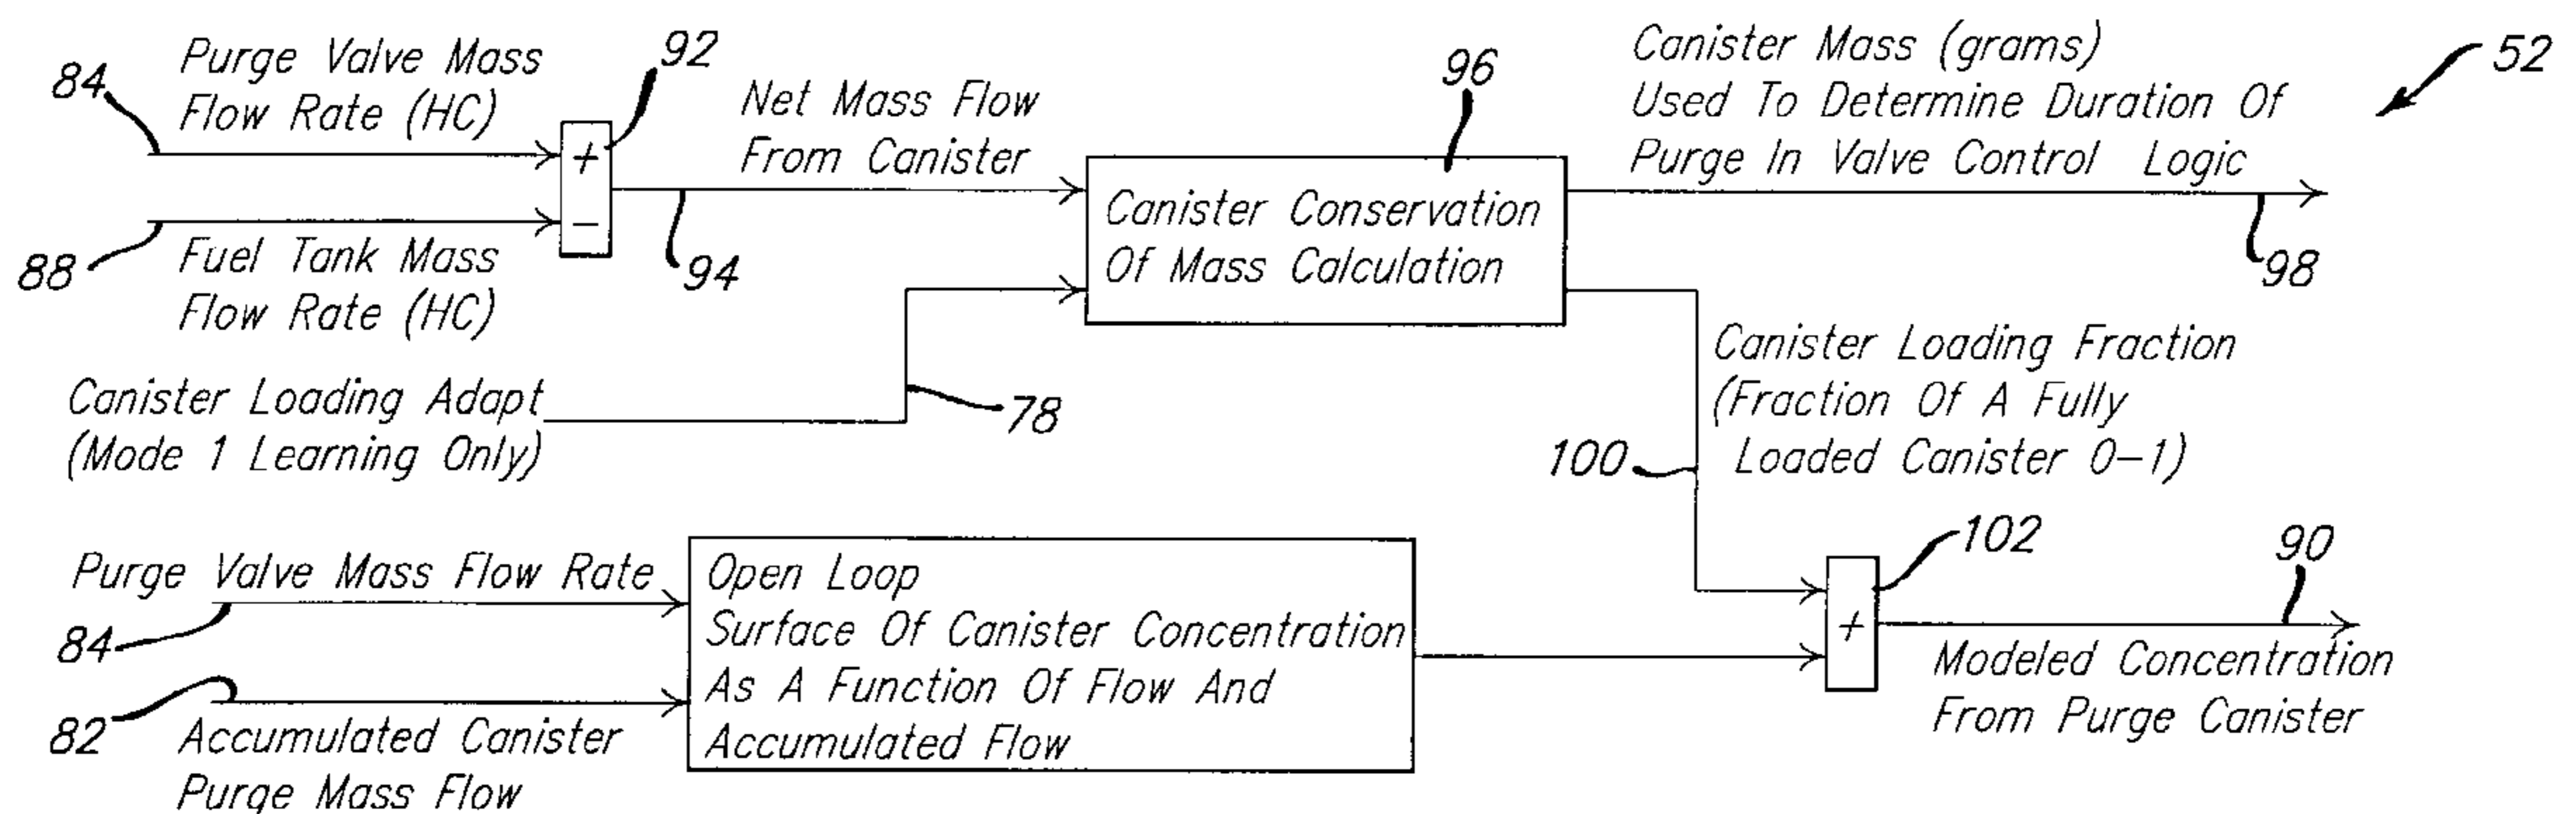 Purge Valve Mass
Flow Rate (HC)
84
92
+
−
88
Fuel Tank Mass
Flow Rate (HC)
Net Mass Flow
From Canister
94
96
Canister Conservation
Of Mass Calculation
Canister Mass (grams)
Used To Determine Duration Of
Purge In Valve Control Logic
52
98
Canister Loading Adapt
(Mode 1 Learning Only)
78
Canister Loading Fraction
(Fraction Of A Fully
Loaded Canister 0-1)
100
Purge Valve Mass Flow Rate
84
82
Accumulated Canister
Purge Mass Flow
Open Loop
Surface Of Canister Concentration
As A Function Of Flow And
Accumulated Flow
102
+
90
Modeled Concentration
From Purge Canister